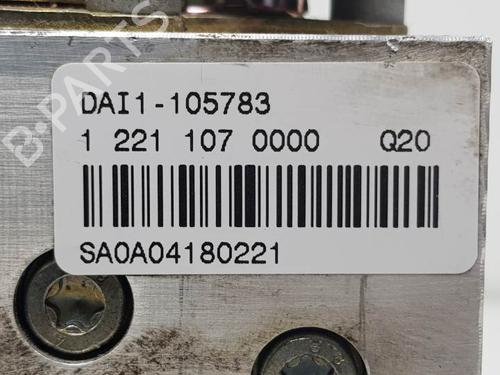 B-PARTS
DAI1-105783
1 221 107 0000 Q20
SA0A04180221